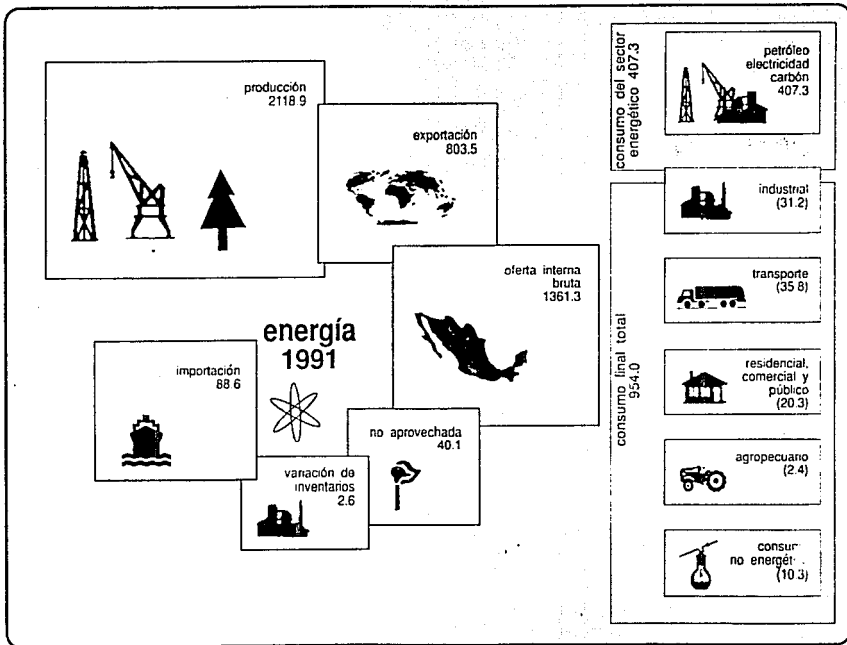 producción
2118.9
exportación
803.5
oferta interna
bruta
1361.3
energía
1991
importación
88.6
no aprovechada
40.1
variación de
inventarios
2.6
consumo del sector
energético 407.3
petróleo
electricidad
carbón
407.3
consumo final total
954.0
industrial
(31.2)
transporte
(35.8)
residencial,
comercial y
público
(20.3)
agropecuario
(2.4)
no
(10.3)